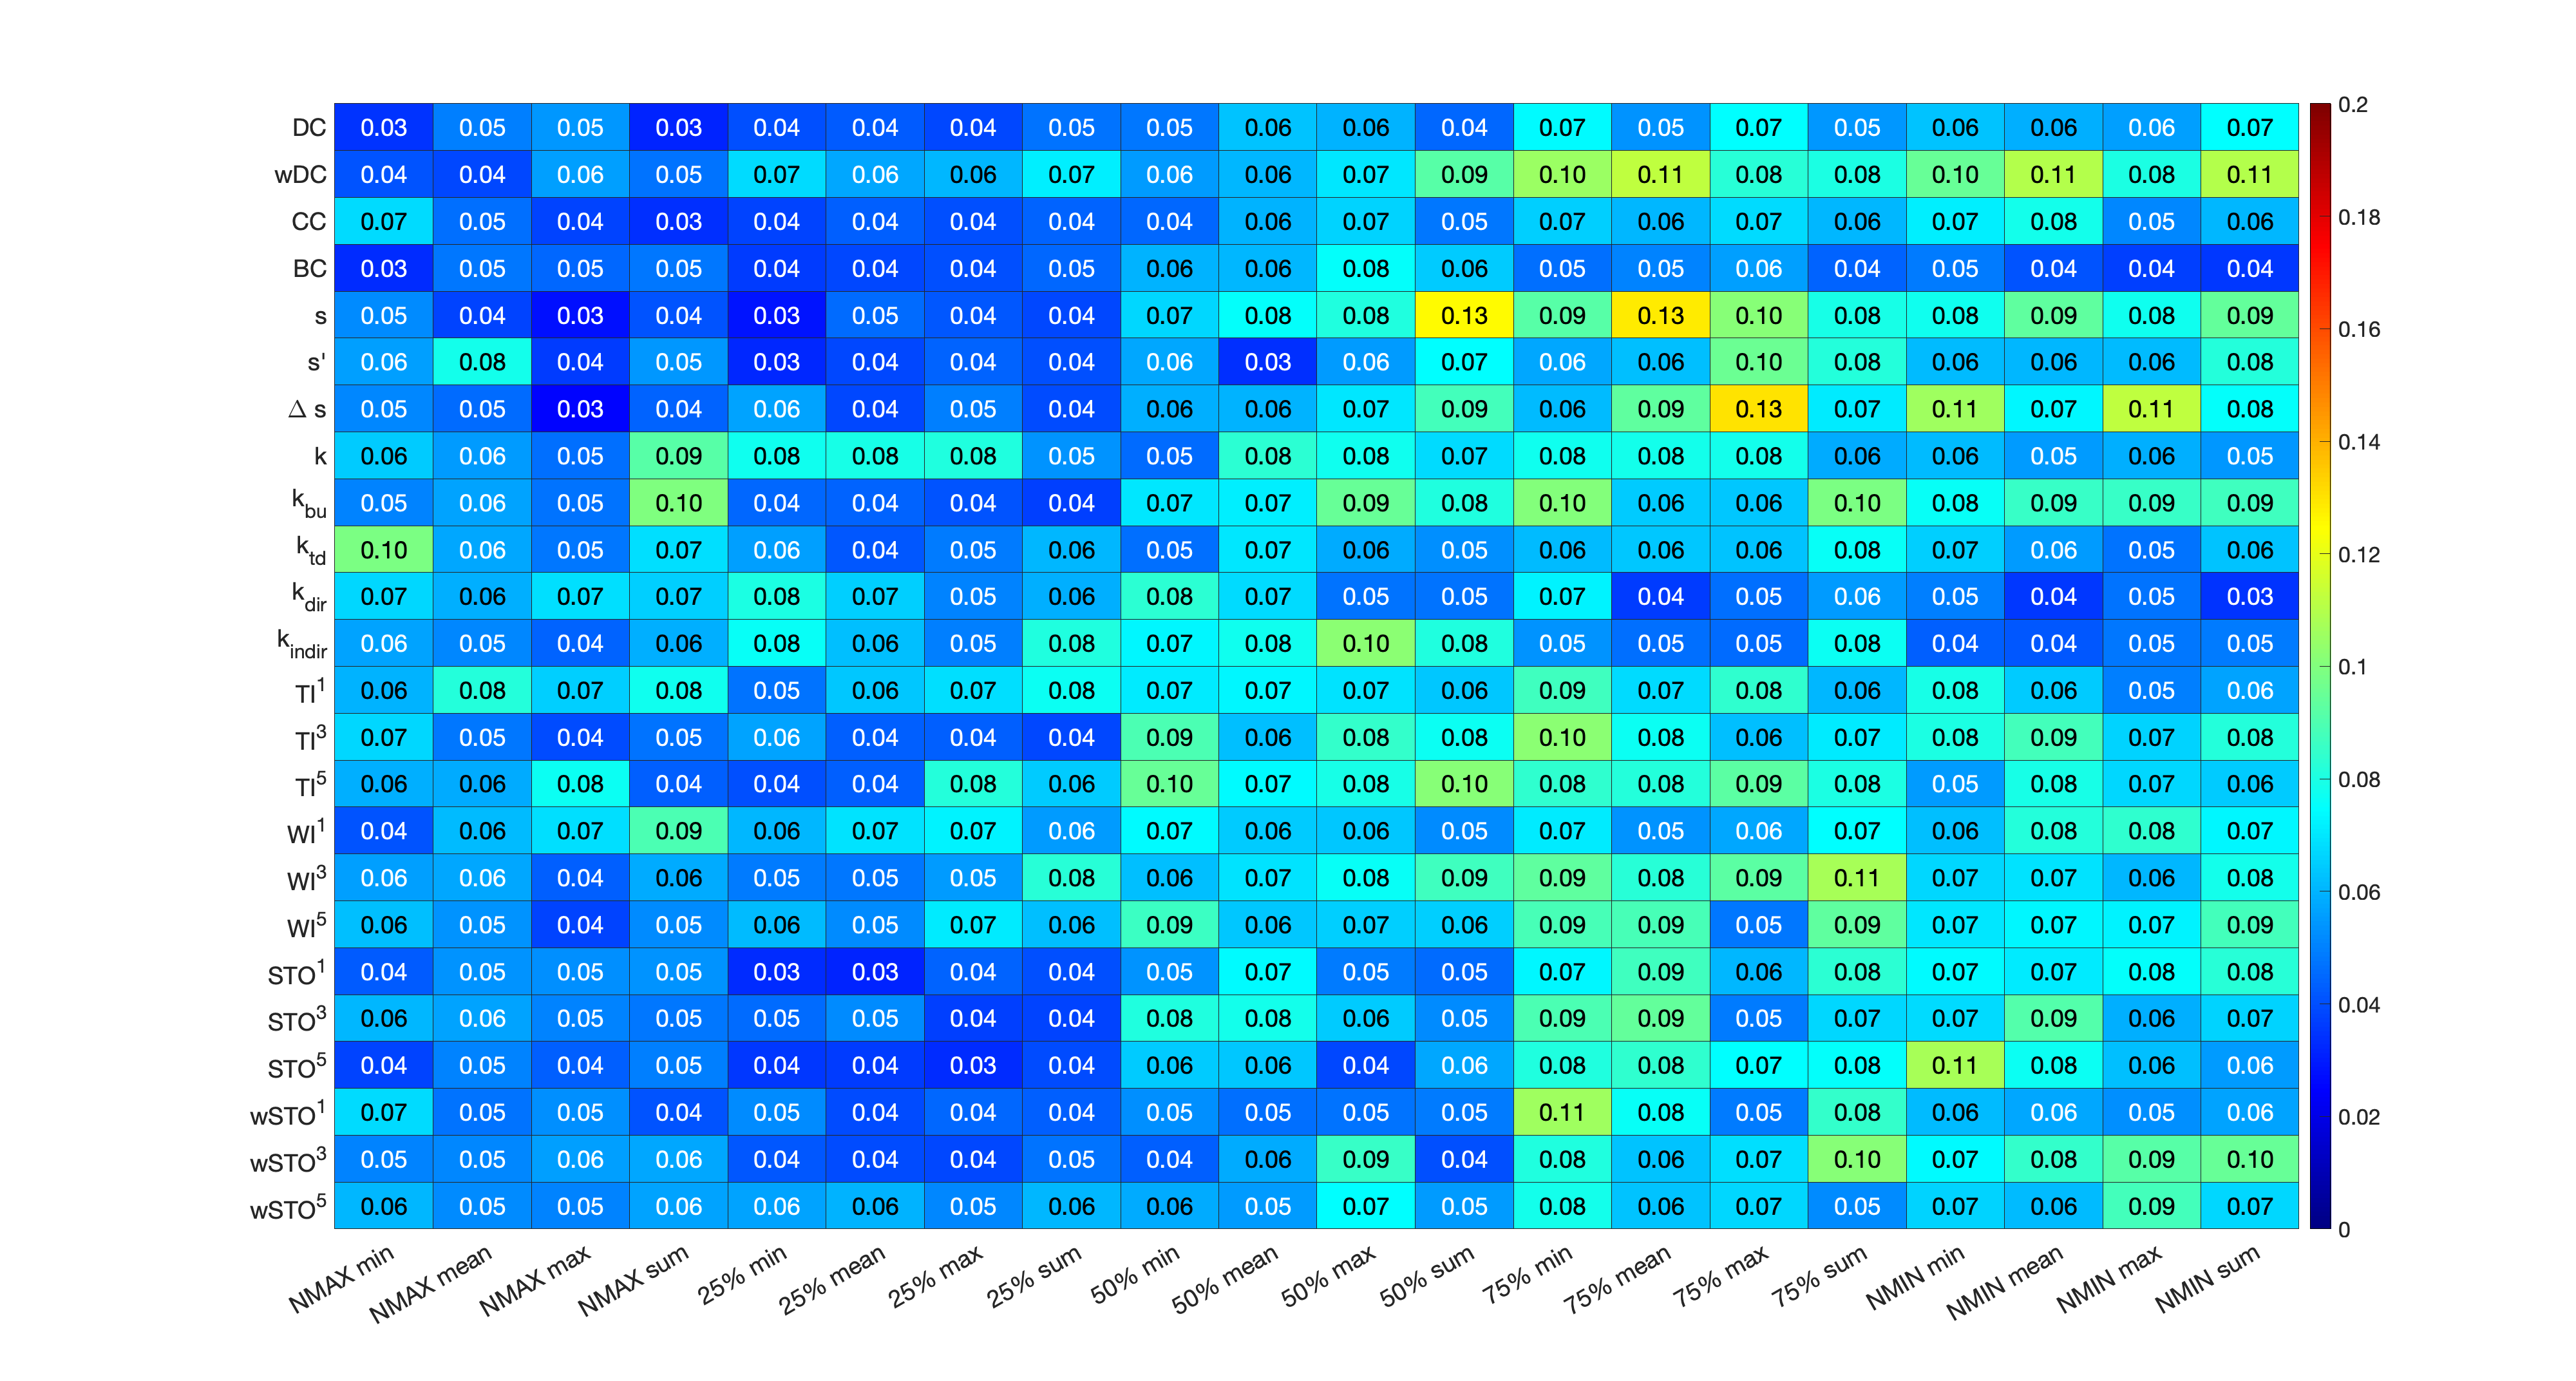 DC 0.03 0.05 0.05 0.03 0.04 0.04 0.04 0.05 0.05 0.06 0.06 0.04 0.07 0.05 0.07 0.05 0.06 0.06 0.06 0.07
wDC 0.04 0.04 0.06 0.05 0.07 0.06 0.06 0.07 0.06 0.06 0.07 0.09 0.10 0.11 0.08 0.08 0.10 0.11 0.08 0.11
CC 0.07 0.05 0.04 0.03 0.04 0.04 0.04 0.04 0.04 0.06 0.07 0.05 0.07 0.06 0.07 0.06 0.07 0.08 0.05 0.06
BC 0.03 0.05 0.05 0.05 0.04 0.04 0.04 0.05 0.06 0.06 0.08 0.06 0.05 0.05 0.06 0.04 0.05 0.04 0.04 0.04
s 0.05 0.04 0.03 0.04 0.03 0.05 0.04 0.04 0.07 0.08 0.08 0.13 0.09 0.13 0.10 0.08 0.08 0.09 0.08 0.09
s' 0.06 0.08 0.04 0.05 0.03 0.04 0.04 0.04 0.06 0.03 0.06 0.07 0.06 0.06 0.10 0.08 0.06 0.06 0.06 0.08
Δ s 0.05 0.05 0.03 0.04 0.06 0.04 0.05 0.04 0.06 0.06 0.07 0.09 0.06 0.09 0.13 0.07 0.11 0.07 0.11 0.08
k 0.06 0.06 0.05 0.09 0.08 0.08 0.08 0.05 0.05 0.08 0.08 0.07 0.08 0.08 0.08 0.06 0.06 0.05 0.06 0.05
k_bu 0.05 0.06 0.05 0.10 0.04 0.04 0.04 0.04 0.07 0.07 0.09 0.08 0.10 0.06 0.06 0.10 0.08 0.09 0.09 0.09
k_td 0.10 0.06 0.05 0.07 0.06 0.04 0.05 0.06 0.05 0.07 0.06 0.05 0.06 0.06 0.06 0.08 0.07 0.06 0.05 0.06
k_dir 0.07 0.06 0.07 0.07 0.08 0.07 0.05 0.06 0.08 0.07 0.05 0.05 0.07 0.04 0.05 0.06 0.05 0.04 0.05 0.03
k_indir 0.06 0.05 0.04 0.06 0.08 0.06 0.05 0.08 0.07 0.08 0.10 0.08 0.05 0.05 0.05 0.08 0.04 0.04 0.05 0.05
TI¹ 0.06 0.08 0.07 0.08 0.05 0.06 0.07 0.08 0.07 0.07 0.07 0.06 0.09 0.07 0.08 0.06 0.08 0.06 0.05 0.06
TI³ 0.07 0.05 0.04 0.05 0.06 0.04 0.04 0.04 0.09 0.06 0.08 0.08 0.10 0.08 0.06 0.07 0.08 0.09 0.07 0.08
TI⁵ 0.06 0.06 0.08 0.04 0.04 0.04 0.08 0.06 0.10 0.07 0.08 0.10 0.08 0.08 0.09 0.08 0.05 0.08 0.07 0.06
WI¹ 0.04 0.06 0.07 0.09 0.06 0.07 0.07 0.06 0.07 0.06 0.06 0.05 0.07 0.05 0.06 0.07 0.06 0.08 0.08 0.07
WI³ 0.06 0.06 0.04 0.06 0.05 0.05 0.05 0.08 0.06 0.07 0.08 0.09 0.09 0.08 0.09 0.11 0.07 0.07 0.06 0.08
WI⁵ 0.06 0.05 0.04 0.05 0.06 0.05 0.07 0.06 0.09 0.06 0.07 0.06 0.09 0.09 0.05 0.09 0.07 0.07 0.07 0.09
STO¹ 0.04 0.05 0.05 0.05 0.03 0.03 0.04 0.04 0.05 0.07 0.05 0.05 0.07 0.09 0.06 0.08 0.07 0.07 0.08 0.08
STO³ 0.06 0.06 0.05 0.05 0.05 0.05 0.04 0.04 0.08 0.08 0.06 0.05 0.09 0.09 0.05 0.07 0.07 0.09 0.06 0.07
STO⁵ 0.04 0.05 0.04 0.05 0.04 0.04 0.03 0.04 0.06 0.06 0.04 0.06 0.08 0.08 0.07 0.08 0.11 0.08 0.06 0.06
wSTO¹ 0.07 0.05 0.05 0.04 0.05 0.04 0.04 0.04 0.05 0.05 0.05 0.05 0.11 0.08 0.05 0.08 0.06 0.06 0.05 0.06
wSTO³ 0.05 0.05 0.06 0.06 0.04 0.04 0.04 0.05 0.04 0.06 0.09 0.04 0.08 0.06 0.07 0.10 0.07 0.08 0.09 0.10
wSTO⁵ 0.06 0.05 0.05 0.06 0.06 0.06 0.05 0.06 0.06 0.05 0.07 0.05 0.08 0.06 0.07 0.05 0.07 0.06 0.09 0.07
NMAX min NMAX mean NMAX max NMAX sum 25% min 25% mean 25% max 25% sum 50% min 50% mean 50% max 50% sum 75% min 75% mean 75% max 75% sum NMIN min NMIN mean NMIN max NMIN sum
0.2
0.18
0.16
0.14
0.12
0.1
0.08
0.06
0.04
0.02
0